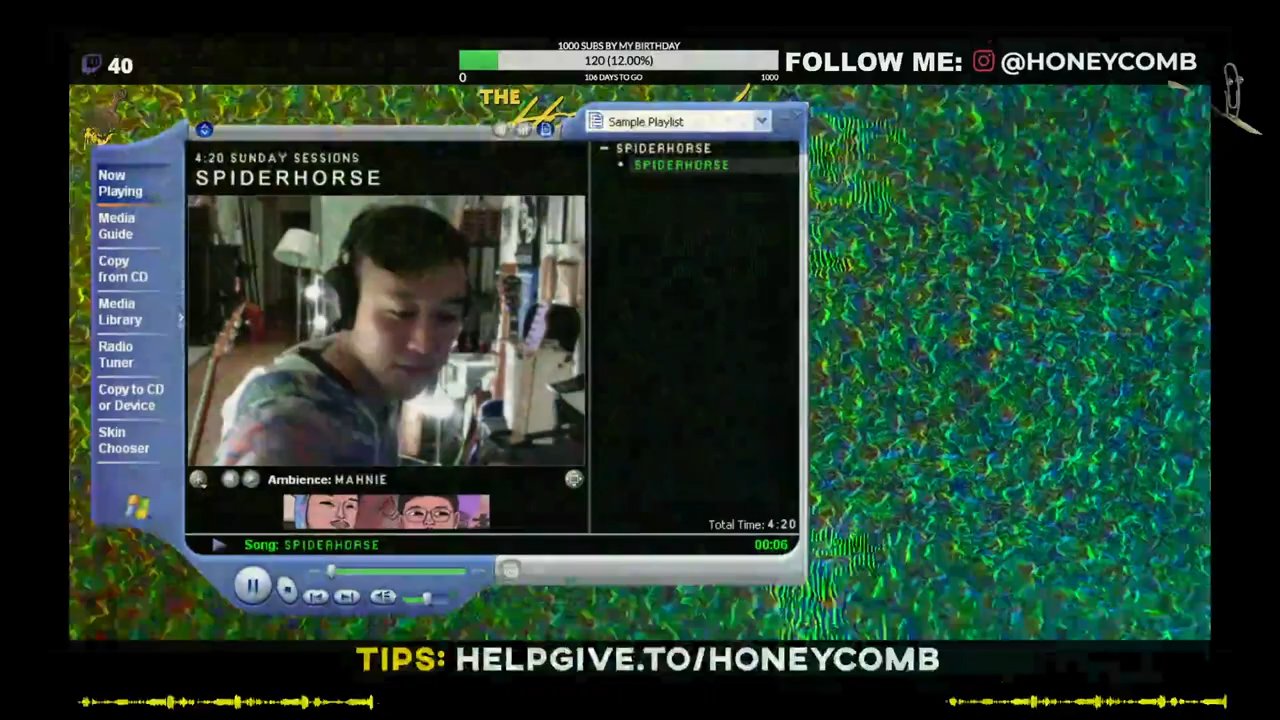 40
1000 SUBS BY MY BIRTHDAY
120 (12.00%)
0
106 DAYS TO GO
1000
FOLLOW ME: @HONEYCOMB
THE
Sample Playlist
4:20 SUNDAY SESSIONS
SPIDERHORSE
SPIDERHORSE
SPIDERHORSE
Now
Playing
Media
Guide
Copy
from CD
Media
Library
Radio
Tuner
Copy to CD
or Device
Skin
Chooser
Ambience: MAHNIE
Total Time: 4:20
Song: SPIDERHORSE
00:06
TIPS: HELPGIVE.TO/HONEYCOMB